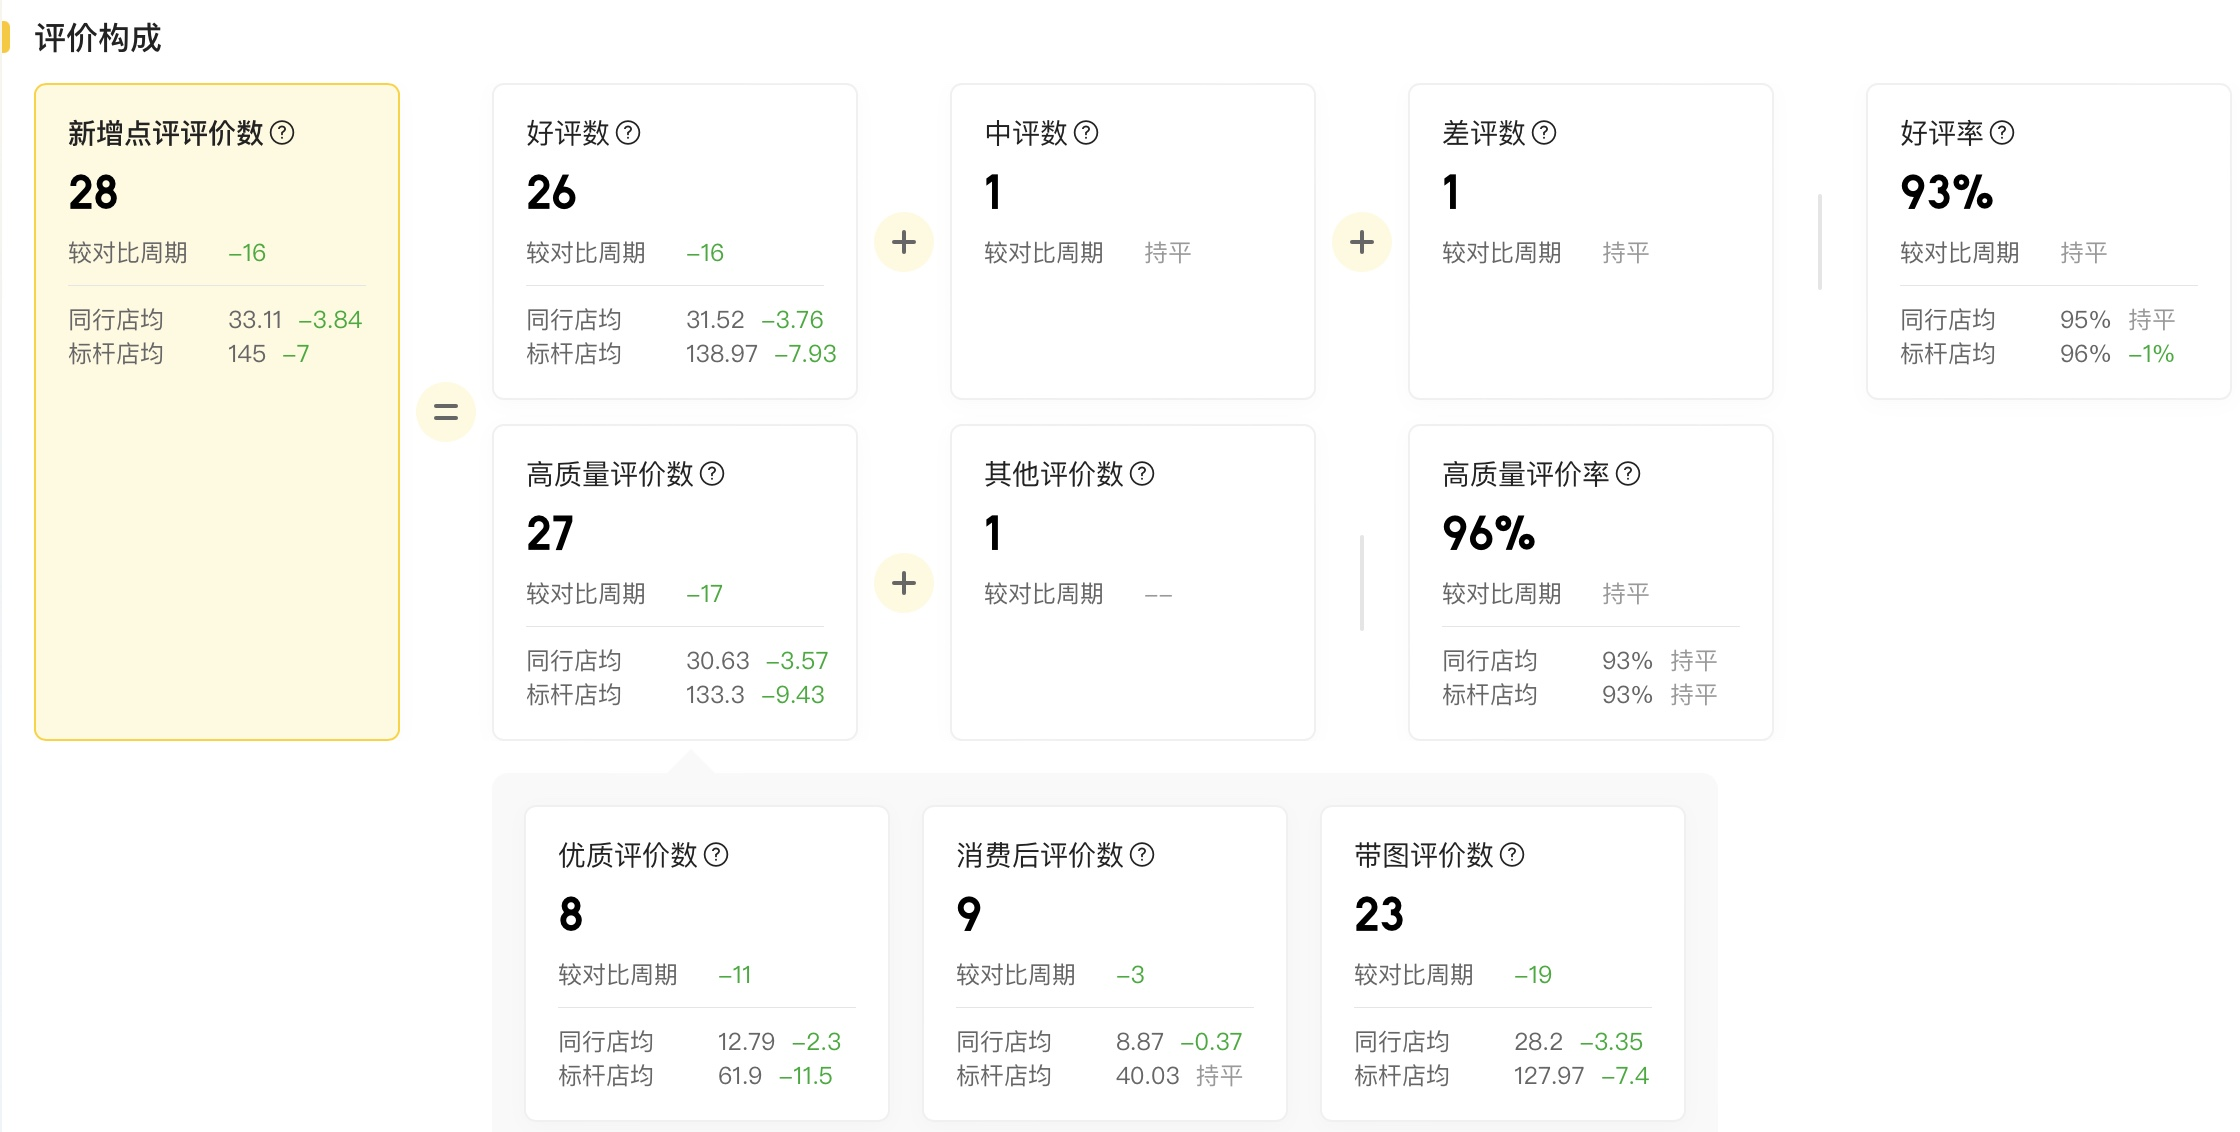 评价构成
新增点评评价数
28
较对比周期 -16
同行店均 33.11 -3.84
标杆店均 145 -7
=
好评数
26
较对比周期 -16
同行店均 31.52 -3.76
标杆店均 138.97 -7.93
+
中评数
1
较对比周期 持平
+
差评数
1
较对比周期 持平
好评率
93%
较对比周期 持平
同行店均 95% 持平
标杆店均 96% -1%
高质量评价数
27
较对比周期 -17
同行店均 30.63 -3.57
标杆店均 133.3 -9.43
+
其他评价数
1
较对比周期 --
高质量评价率
96%
较对比周期 持平
同行店均 93% 持平
标杆店均 93% 持平
优质评价数
8
较对比周期 -11
同行店均 12.79 -2.3
标杆店均 61.9 -11.5
消费后评价数
9
较对比周期 -3
同行店均 8.87 -0.37
标杆店均 40.03 持平
带图评价数
23
较对比周期 -19
同行店均 28.2 -3.35
标杆店均 127.97 -7.4